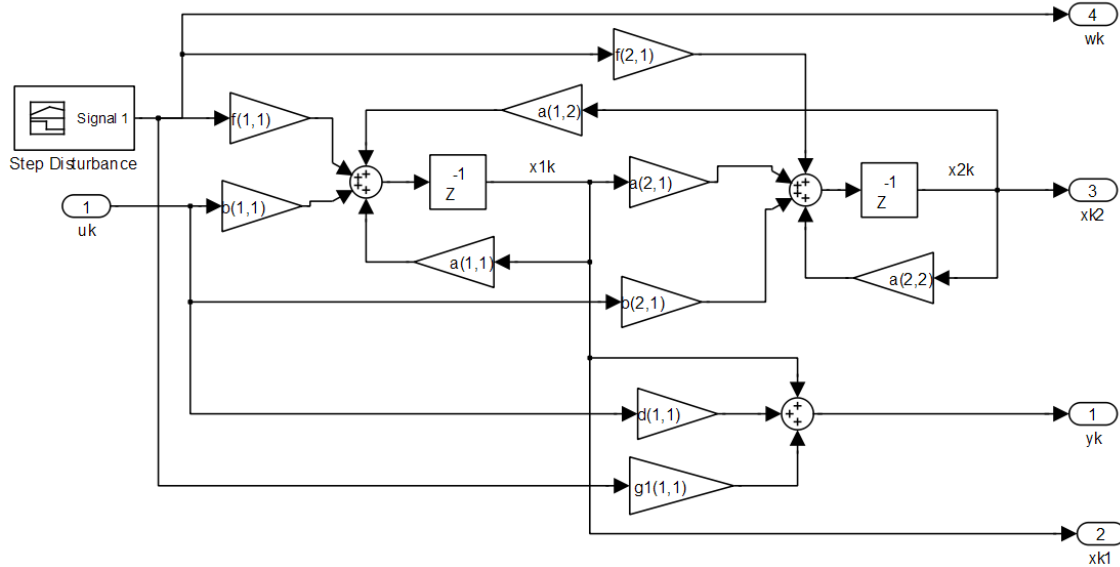 4
wk
f(2,1)
a(1,2)
Signal 1
f(1,1)
Step Disturbance
-1
Z
x1k
a(2,1)
-1
Z
x2k
3
xk2
1
uk
b(1,1)
a(1,1)
a(2,2)
b(2,1)
d(1,1)
1
yk
g1(1,1)
2
xk1